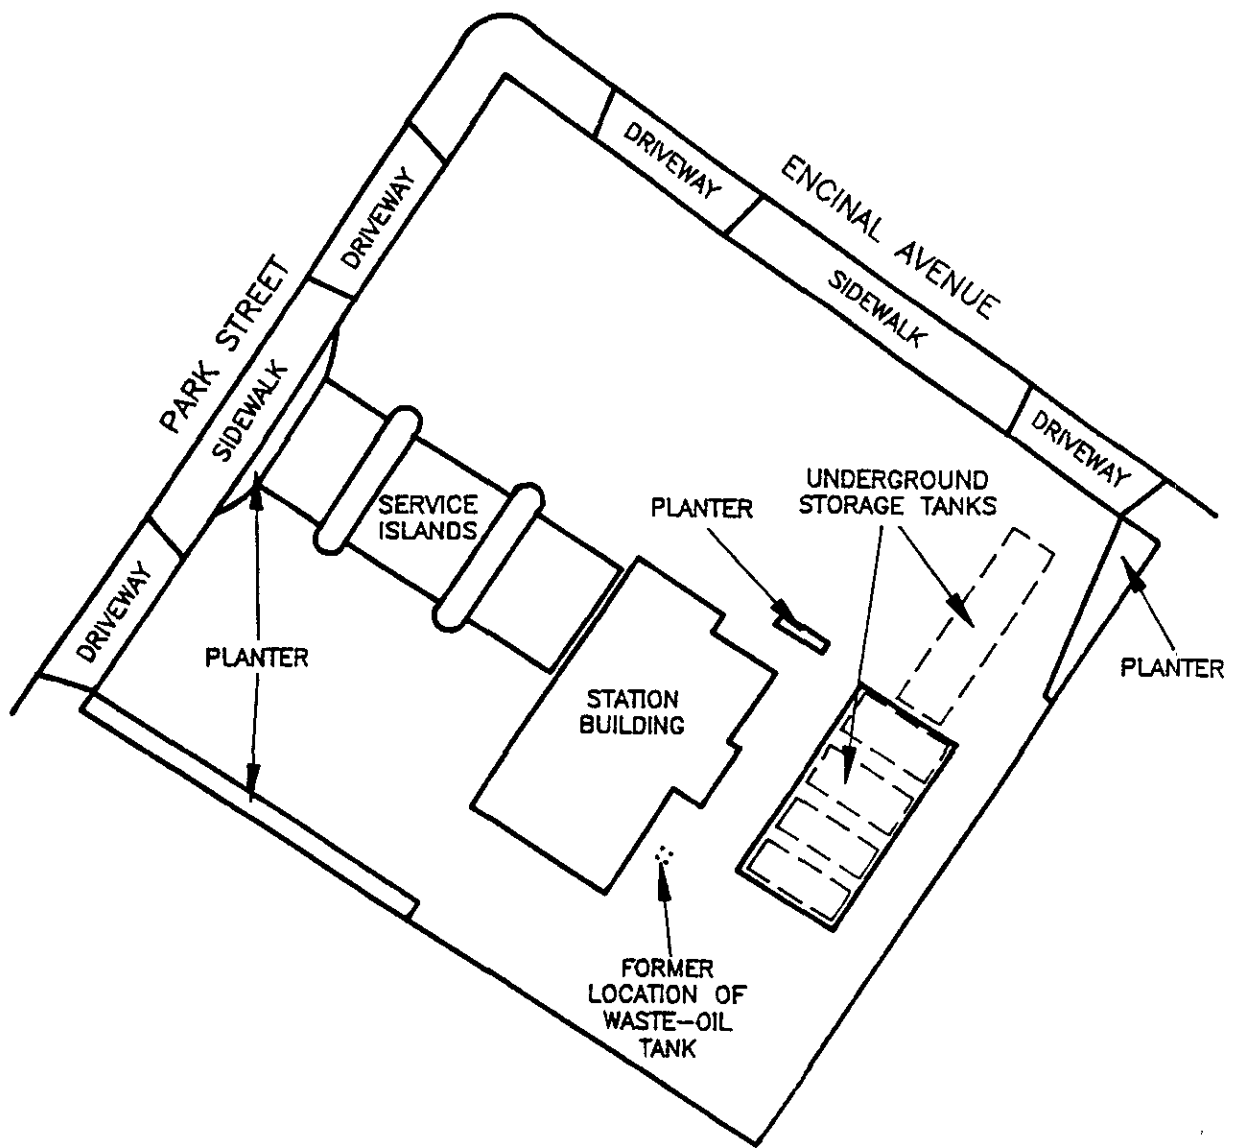 DRIVEWAY
ENCINAL AVENUE
DRIVEWAY
SIDEWALK
PARK STREET
SIDEWALK
DRIVEWAY
UNDERGROUND
STORAGE TANKS
SERVICE
ISLANDS
PLANTER
DRIVEWAY
PLANTER
PLANTER
STATION
BUILDING
FORMER
LOCATION OF
WASTE-OIL
TANK